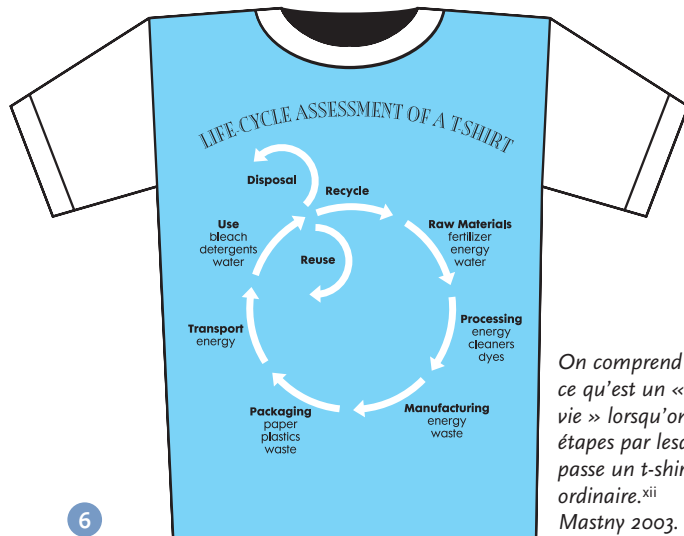 LIFE-CYCLE ASSESSMENT OF A T-SHIRT
Disposal
Recycle
Use
bleach
detergents
water
Reuse
Raw Materials
fertilizer
energy
water
Transport
energy
Processing
energy
cleaners
dyes
Packaging
paper
plastics
waste
Manufacturing
energy
waste
On comprend
ce qu'est un «
vie » lorsqu'on
étapes par
passe un t-shirt
ordinaire.xii
Mastny 2003.
6